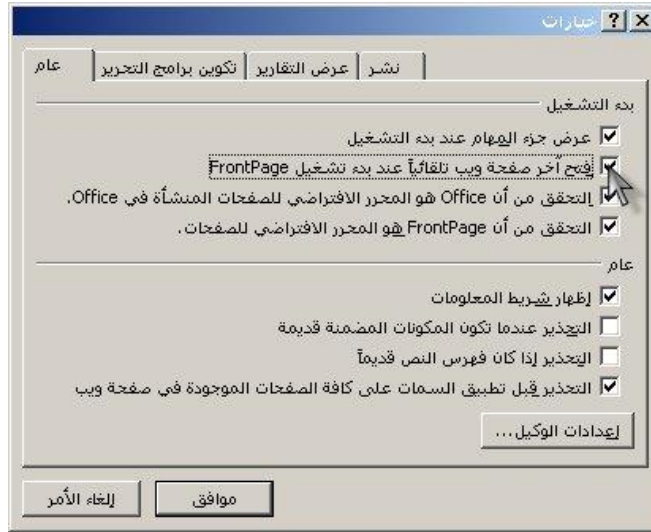 خيارات
عام
تكوين برامج التحرير
عرض التقارير
نشر
بدء التشغيل
عرض جزء المهام عند بدء التشغيل
فتح آخر صفحة ويب تلقائياً عند بدء تشغيل FrontPage
التحقق من أن Office هو المحرر الافتراضي للصفحات المنشأة في Office.
التحقق من أن FrontPage هو المحرر الافتراضي للصفحات.
عام
إظهار شريط المعلومات
التحذير عندما تكون المكونات المضمنة قديمة
التحذير إذا كان فهرس النص قديماً
التحذير قبل تطبيق السمات على كافة الصفحات الموجودة في صفحة ويب
إعدادات الوكيل...
موافق
إلغاء الأمر